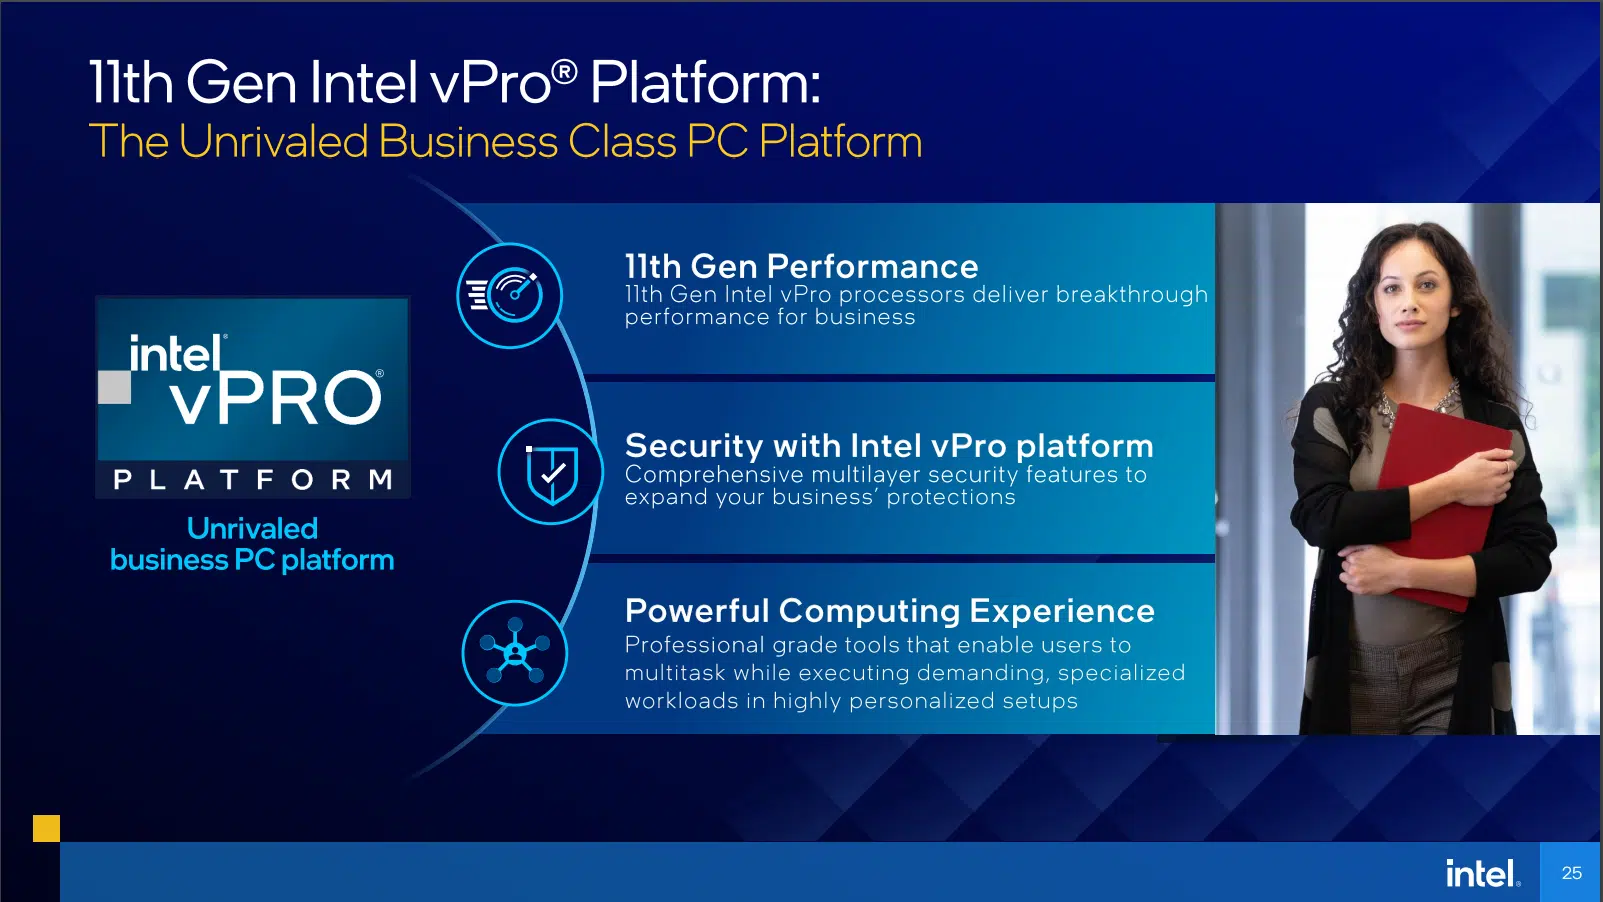 11th Gen Intel vPro® Platform:
The Unrivaled Business Class PC Platform
intel®
vPRO®
PLATFORM
Unrivaled
business PC platform
11th Gen Performance
11th Gen Intel vPro processors deliver breakthrough
performance for business
Security with Intel vPro platform
Comprehensive multilayer security features to
expand your business’ protections
Powerful Computing Experience
Professional grade tools that enable users to
multitask while executing demanding, specialized
workloads in highly personalized setups
intel®
25